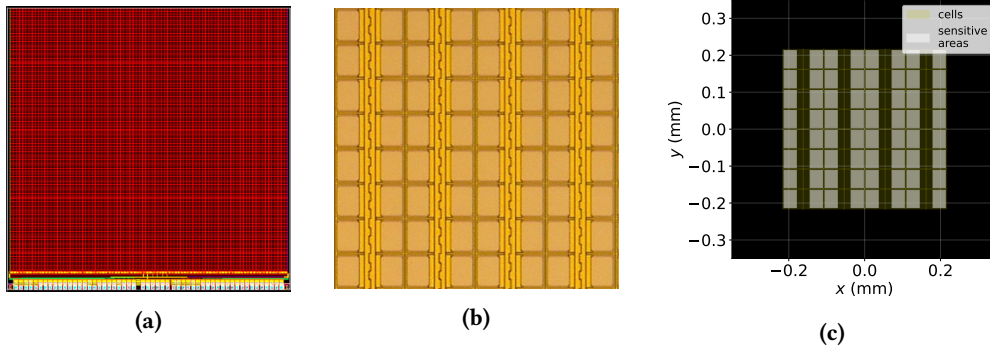 cells
sensitive
areas
0.3
0.2
0.1
0.0
−0.1
−0.2
−0.3
y (mm)
−0.2
0.0
0.2
x (mm)
(a)
(b)
(c)